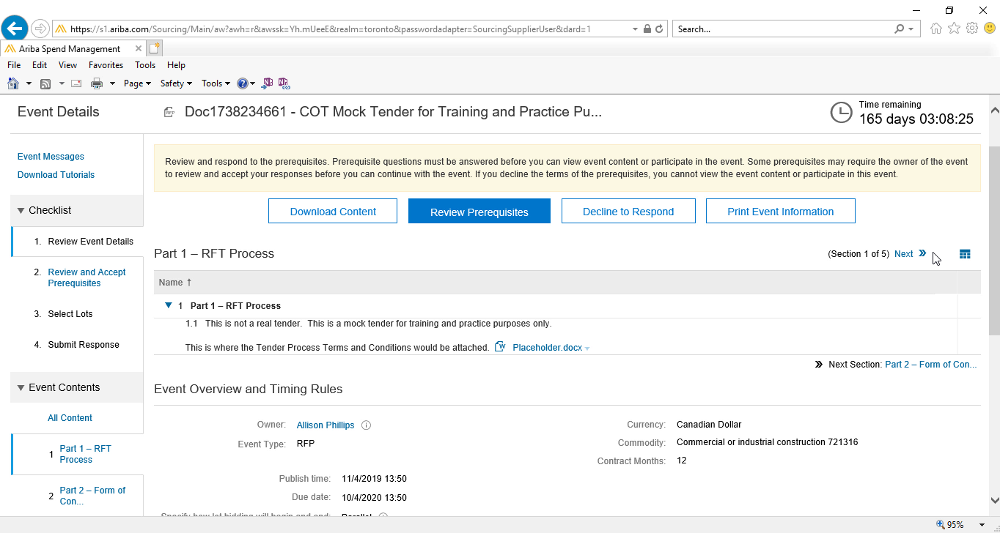 https://s1.ariba.com/Sourcing/Main/aw?awh=r&awssk=Yh.mUeeE&realm=toronto&passwordadapter=SourcingSupplierUser&dard=1
Search...
Ariba Spend Management
File Edit View Favorites Tools Help
Page Safety Tools
Event Details
RFP
Doc1738234661 - COT Mock Tender for Training and Practice Pu...
Time remaining
165 days 03:08:25
Event Messages
Download Tutorials
Checklist
1. Review Event Details
2. Review and Accept
Prerequisites
3. Select Lots
4. Submit Response
Event Contents
All Content
1 Part 1 – RFT
Process
2 Part 2 – Form of
Con...
Review and respond to the prerequisites. Prerequisite questions must be answered before you can view event content or participate in the event. Some prerequisites may require the owner of the event
to review and accept your responses before you can continue with the event. If you decline the terms of the prerequisites, you cannot view the event content or participate in this event.
Download Content
Review Prerequisites
Decline to Respond
Print Event Information
Part 1 – RFT Process
(Section 1 of 5) Next »
Name ↑
1 Part 1 – RFT Process
1.1 This is not a real tender. This is a mock tender for training and practice purposes only.
This is where the Tender Process Terms and Conditions would be attached. Placeholder.docx
» Next Section: Part 2 – Form of Con...
Event Overview and Timing Rules
Owner: Allison Phillips
Event Type: RFP
Publish time: 11/4/2019 13:50
Due date: 10/4/2020 13:50
Specify how lot bidding will begin and end: Parallel
Currency: Canadian Dollar
Commodity: Commercial or industrial construction 721316
Contract Months: 12
95%